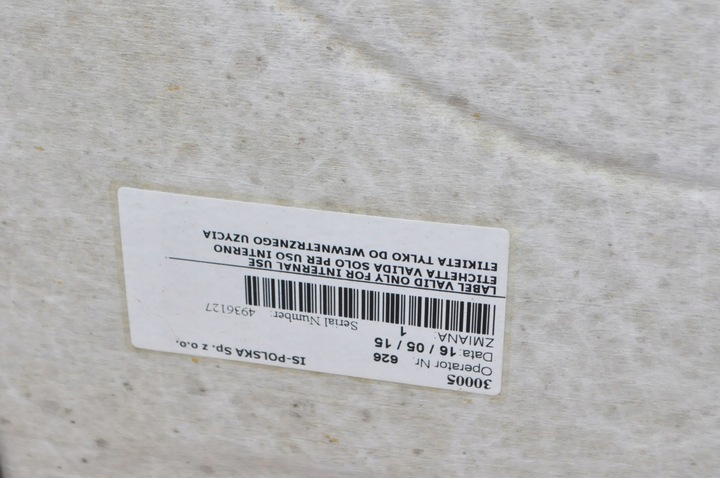 30005 IS-POLSKA Sp. z o.o.
Operator Nr. 626
Data: 16 / 05 / 15
ZMIANA: 1
Serial Number: 4936127
LABEL VALID ONLY FOR INTERNAL USE
ETICHETTA VALIDA SOLO PER USO INTERNO
ETIKIETA TYLKO DO WEWNETRZNEGO UZYCIA